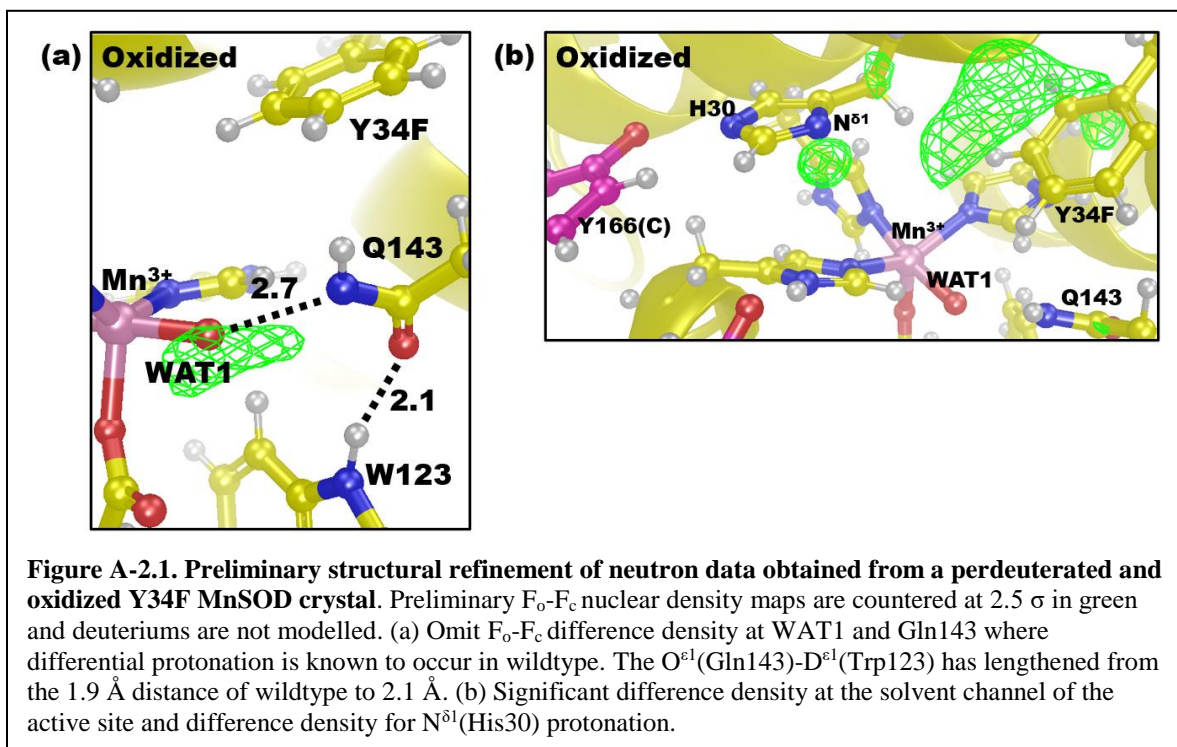 (a) Oxidized
Y34F
Q143
Mn³⁺
2.7
WAT1
2.1
W123
(b) Oxidized
H30
Nᵟ¹
Y166(C)
Y34F
Mn³⁺
WAT1
Q143
Figure A-2.1. Preliminary structural refinement of neutron data obtained from a perdeuterated and
oxidized Y34F MnSOD crystal. Preliminary Fₒ-F꜀ nuclear density maps are countered at 2.5 σ in green
and deuteriums are not modelled. (a) Omit Fₒ-F꜀ difference density at WAT1 and Gln143 where
differential protonation is known to occur in wildtype. The Oᵋ¹(Gln143)-Dᵋ¹(Trp123) has lengthened from
the 1.9 Å distance of wildtype to 2.1 Å. (b) Significant difference density at the solvent channel of the
active site and difference density for Nᵟ¹(His30) protonation.